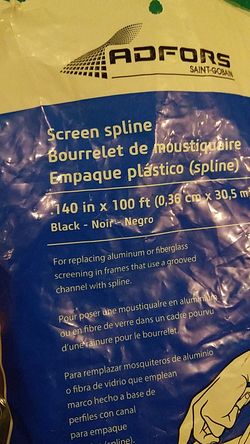 ADFORS
SAINT-GOBAIN
Screen spline
Bourrelet de moustiquaire
Empaque plástico (spline)
.140 in x 100 ft (0,36 cm x 30,5 m
Black - Noir - Negro
For replacing aluminum or fiberglass
screening in frames that use a grooved
channel with spline.
Pour poser une moustiquaire en aluminium
ou en fibre de verre dans un cadre pourvu
d'une rainure pour le bourrelet.
Para remplazar mosquiteros de aluminio
o fibra de vidrio que emplean
marco hecho a base de
perfiles con canal
para empaque
(spline).